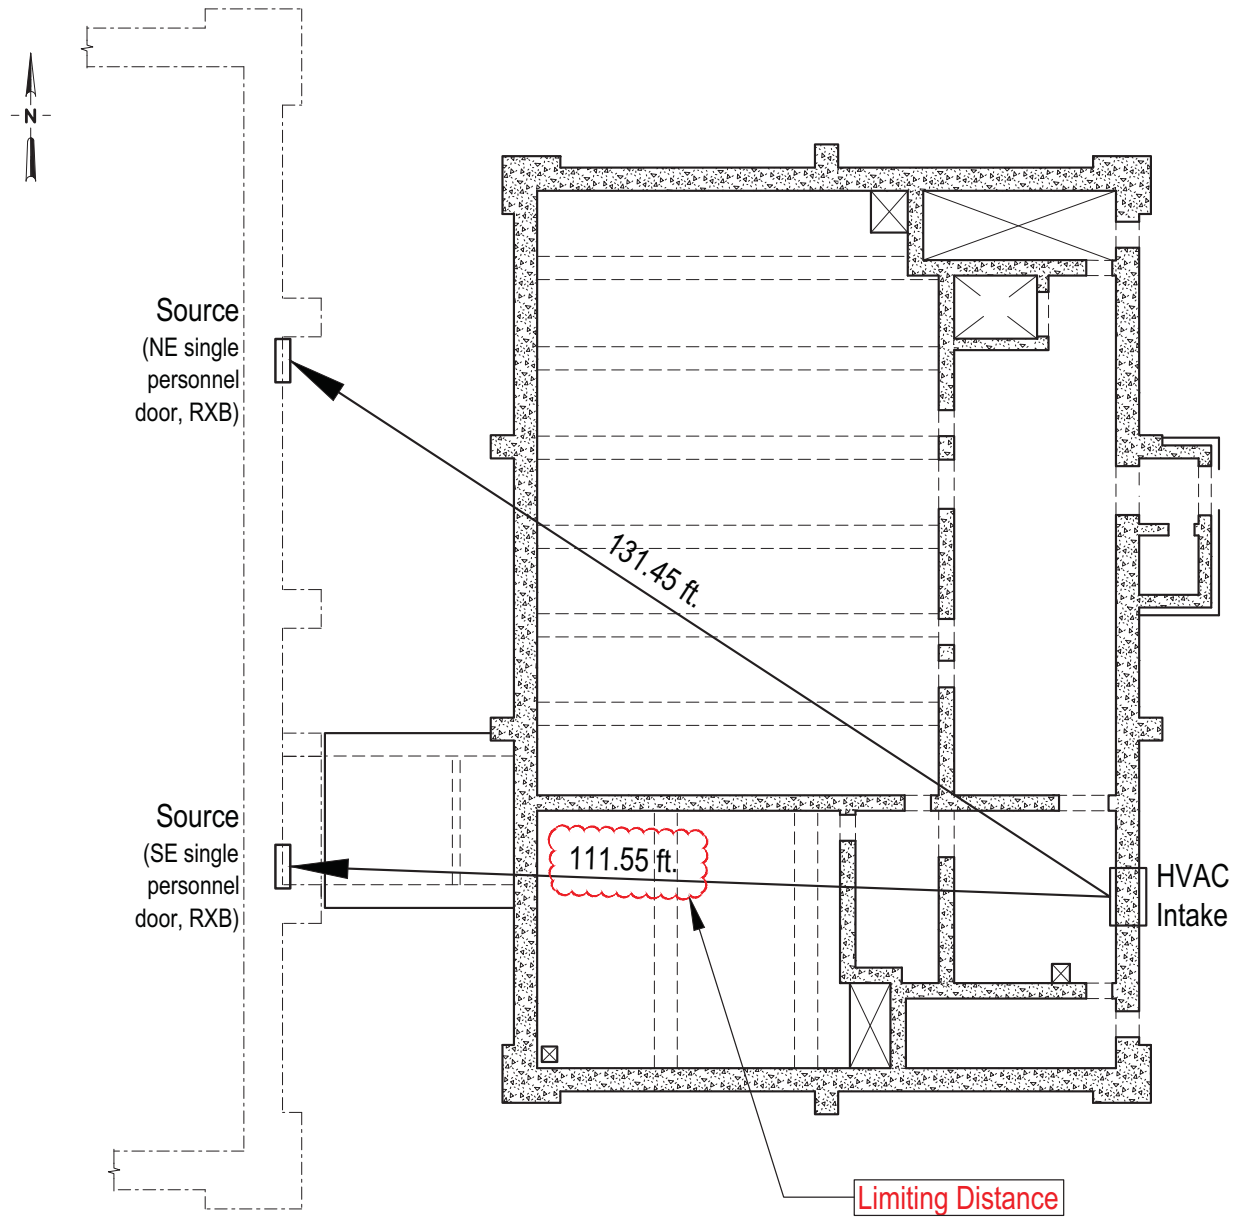 N
Source
(NE single
personnel
door, RXB)
131.45 ft.
Source
(SE single
personnel
door, RXB)
111.55 ft.
HVAC
Intake
Limiting Distance